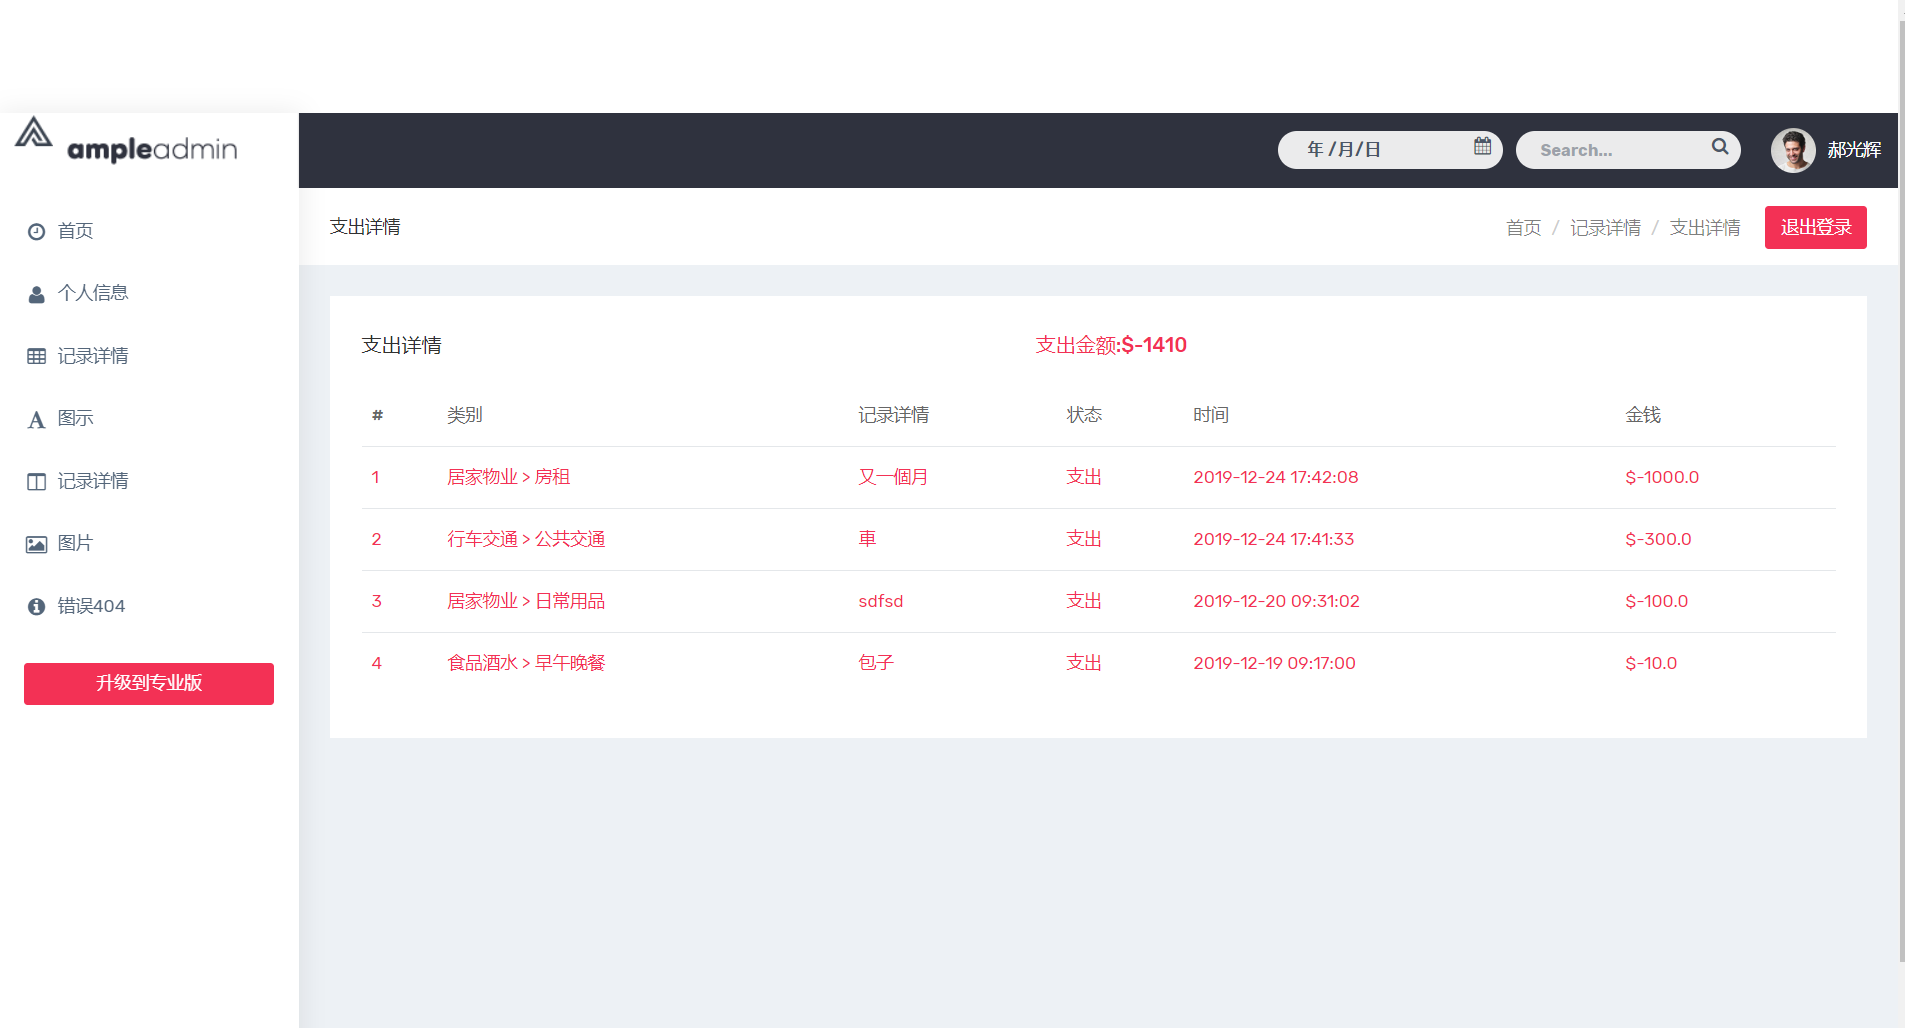 ampleadmin
年 /月/日
Search...
郝光辉
首页
个人信息
记录详情
图示
记录详情
图片
错误404
升级到专业版
支出详情
首页 / 记录详情 / 支出详情
退出登录
支出详情 支出金额:$-1410
# 类别 记录详情 状态 时间 金钱
1 居家物业 > 房租 又一個月 支出 2019-12-24 17:42:08 $-1000.0
2 行车交通 > 公共交通 車 支出 2019-12-24 17:41:33 $-300.0
3 居家物业 > 日常用品 sdfsd 支出 2019-12-20 09:31:02 $-100.0
4 食品酒水 > 早午晚餐 包子 支出 2019-12-19 09:17:00 $-10.0